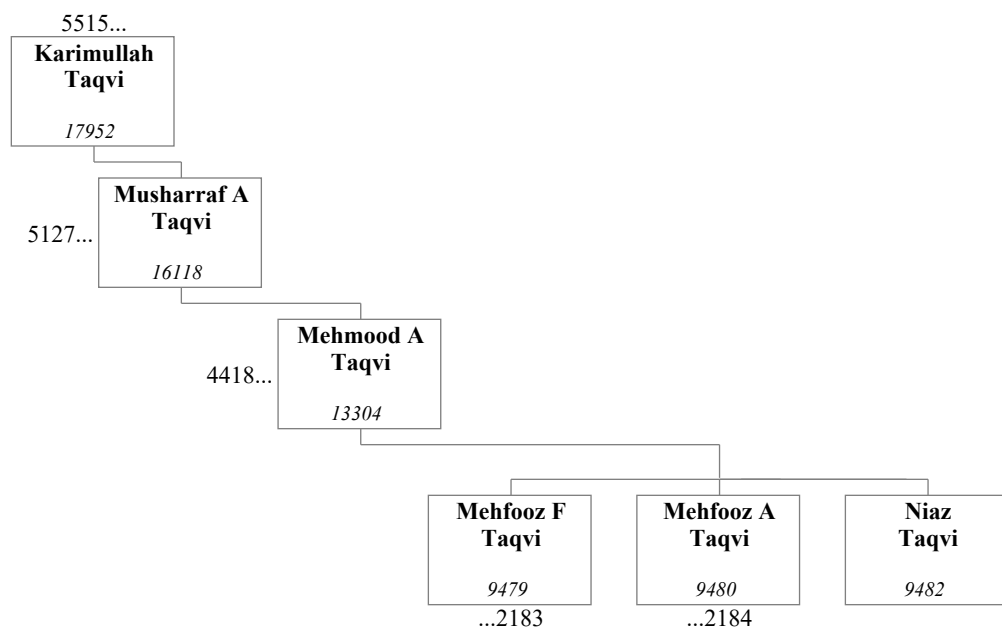 5515...
Karimullah
Taqvi
17952
Musharraf A
Taqvi
5127...
16118
Mehmood A
Taqvi
4418...
13304
Mehfooz F
Taqvi
9479
...2183
Mehfooz A
Taqvi
9480
...2184
Niaz
Taqvi
9482